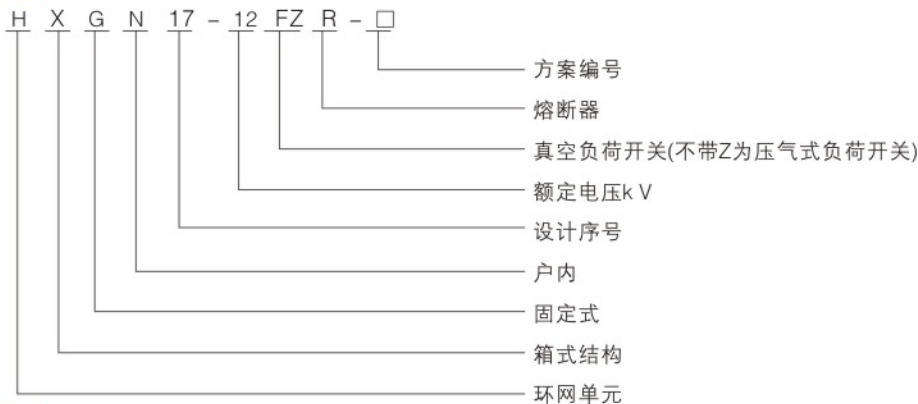 H X G N 17 - 12 FZ R - □
方案编号
熔断器
真空负荷开关(不带Z为压气式负荷开关)
额定电压k V
设计序号
户内
固定式
箱式结构
环网单元